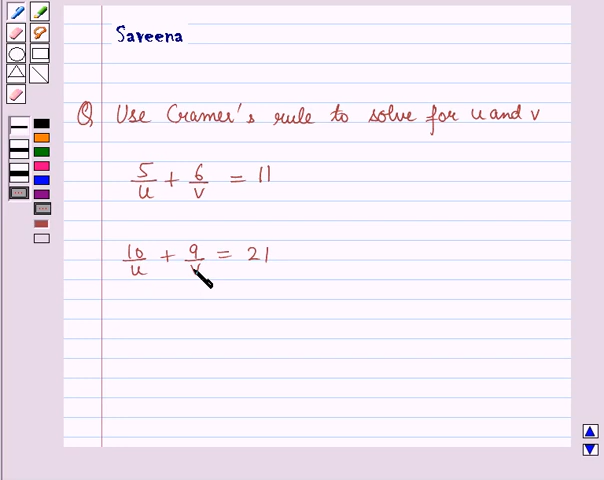 Saveena
Q Use Cramer's rule to solve for u and v
5/u + 6/v = 11
10/u + 9/v = 21